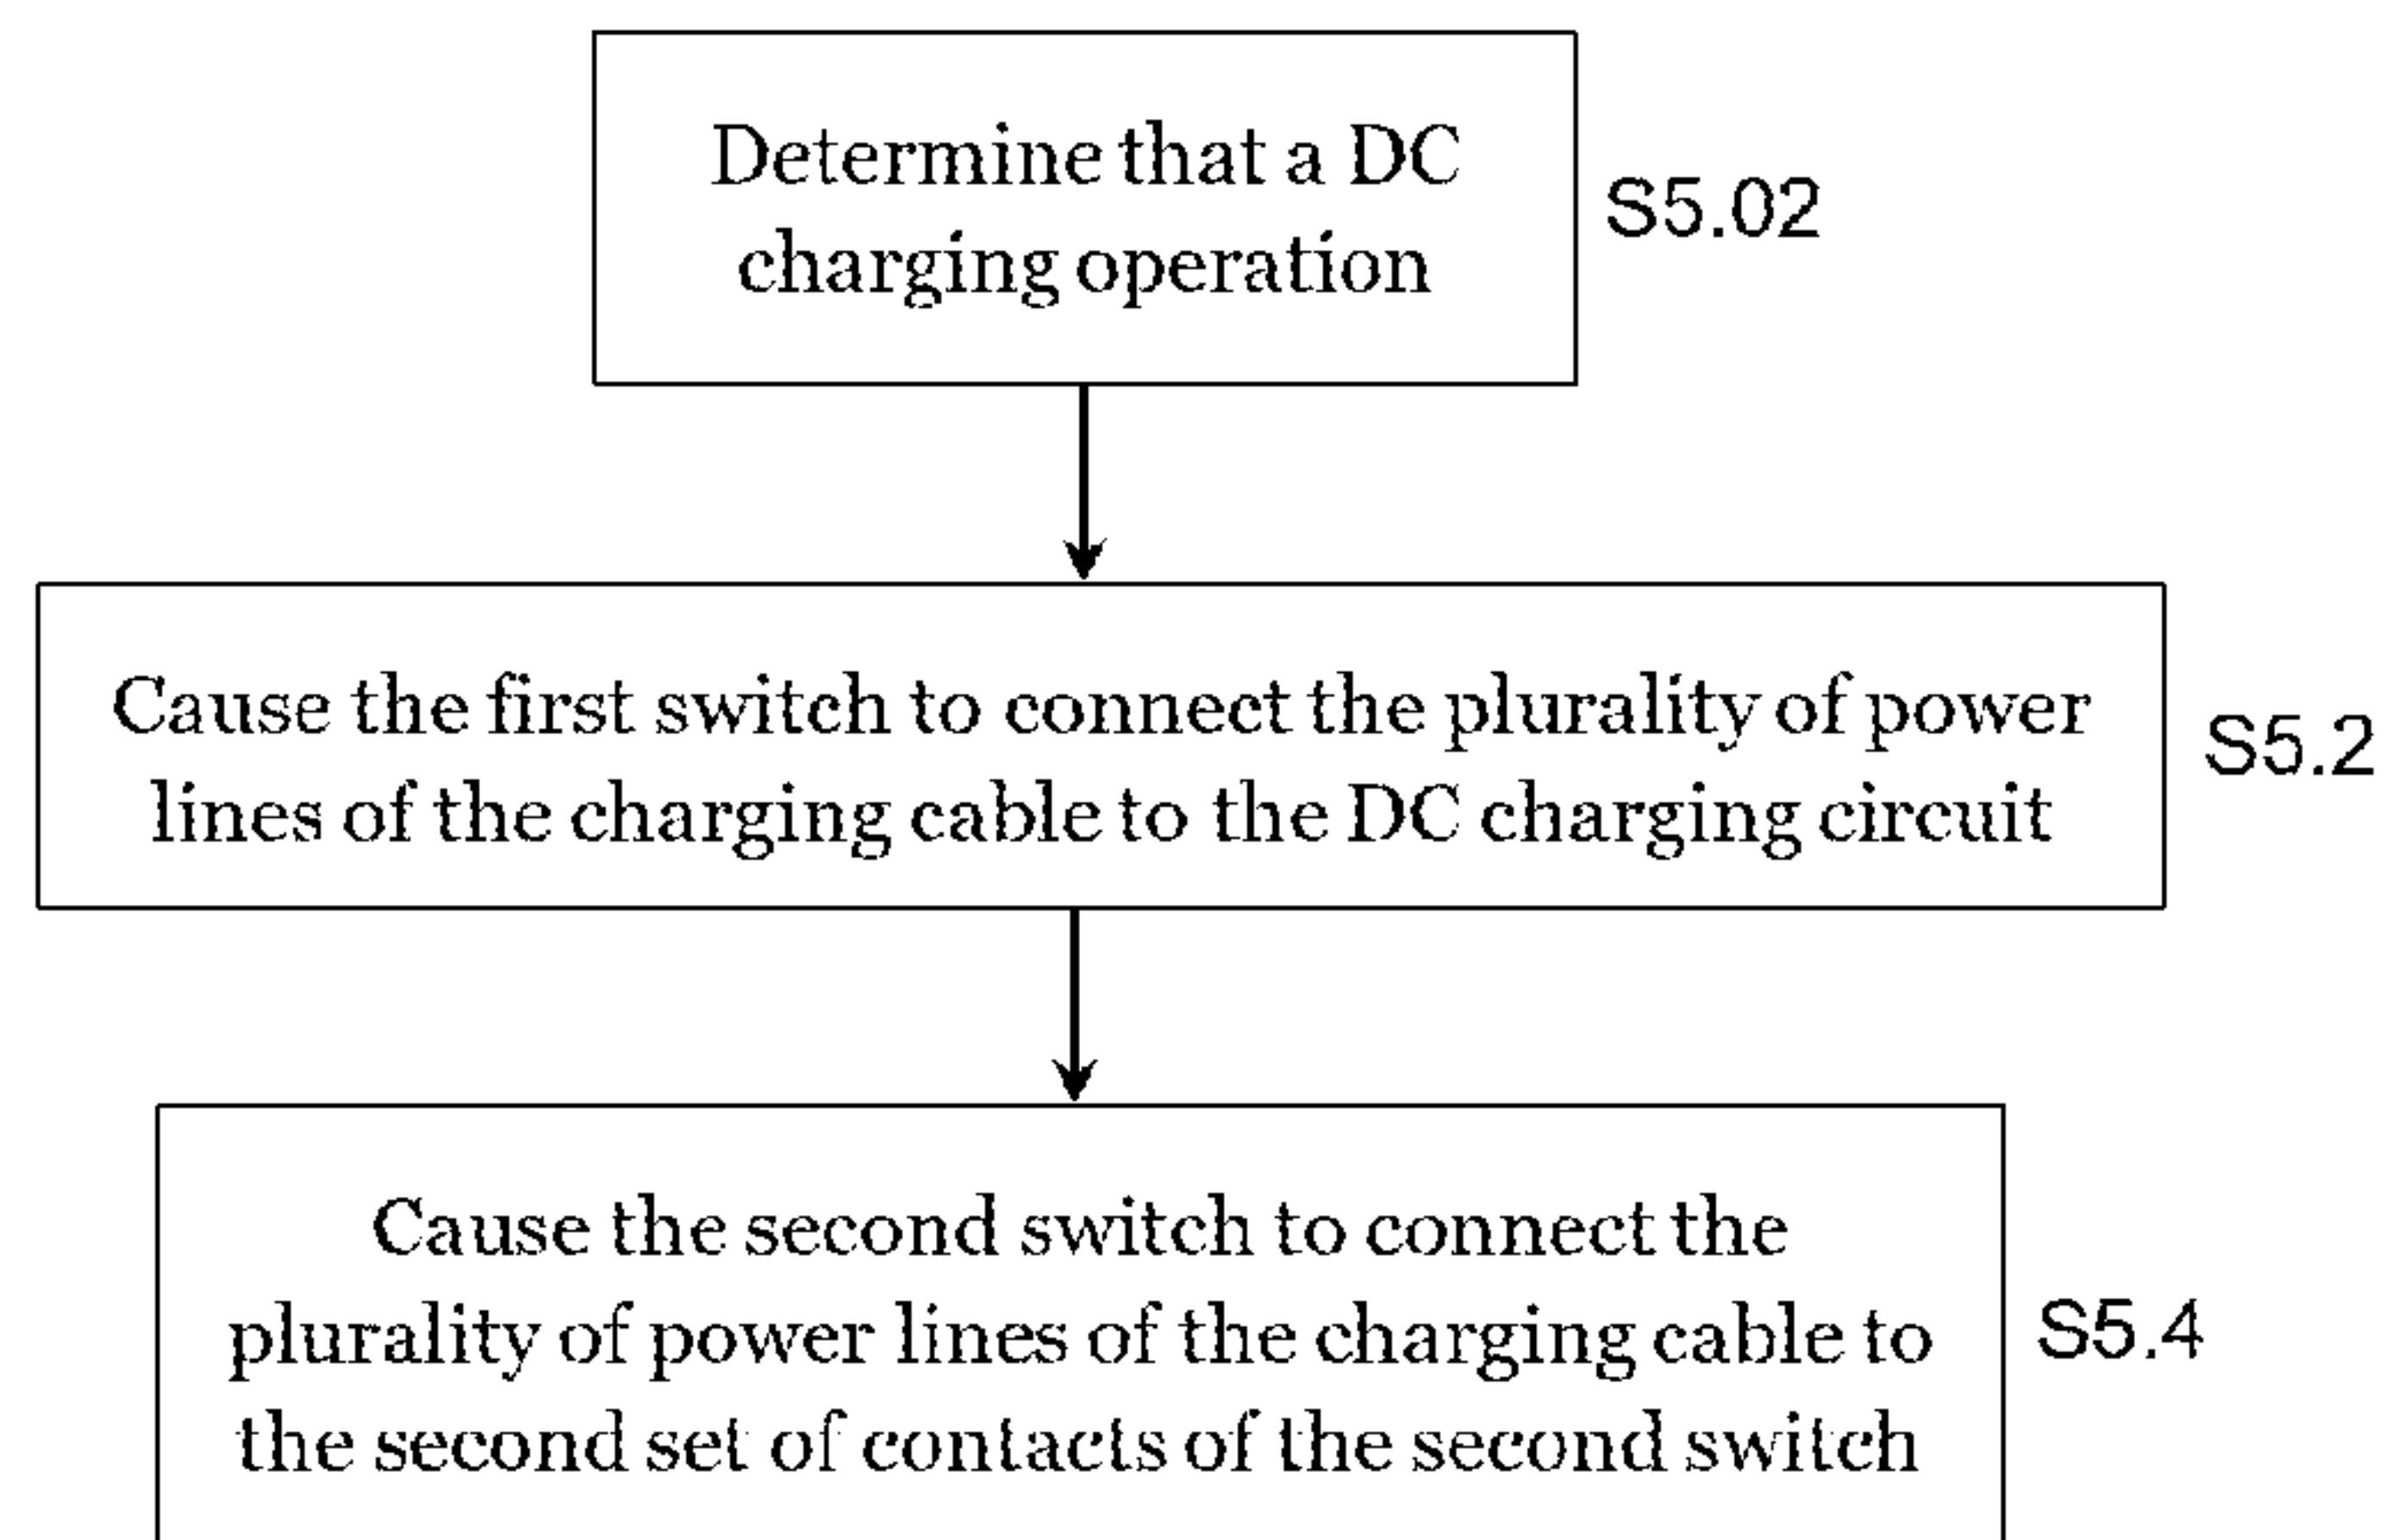 Determine that a DC
charging operation
S5.02
Cause the first switch to connect the plurality of power
lines of the charging cable to the DC charging circuit
S5.2
Cause the second switch to connect the
plurality of power lines of the charging cable to
the second set of contacts of the second switch
S5.4